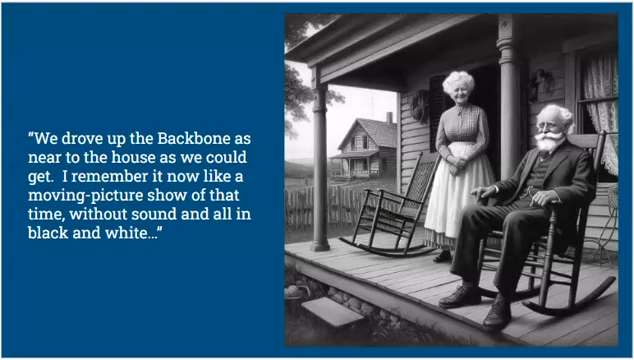 “We drove up the Backbone as
near to the house as we could
get.  I remember it now like a
moving-picture show of that
time, without sound and all in
black and white...”